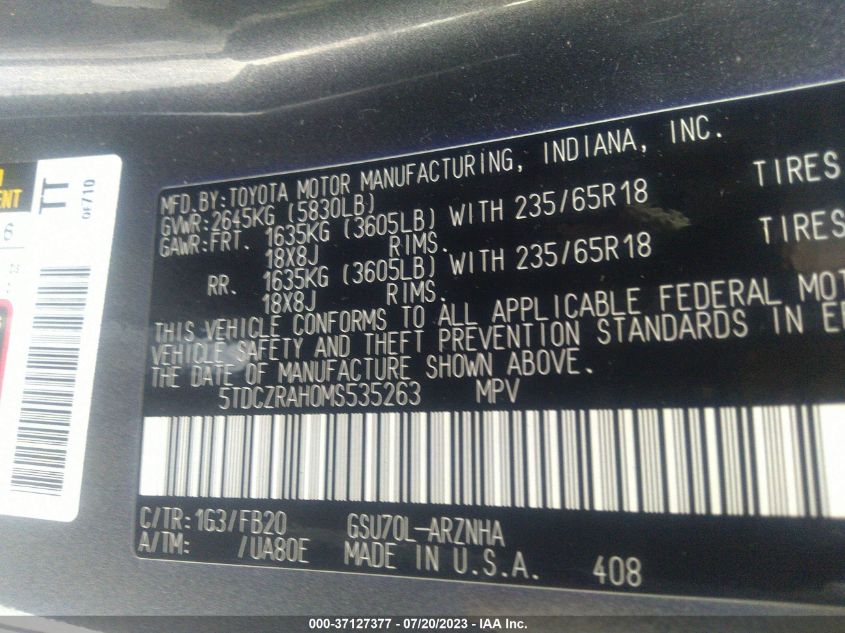 MFD.BY:TOYOTA MOTOR MANUFACTURING, INDIANA, INC.
GVWR:2645KG (5830LB)
GAWR:FRT. 1635KG (3605LB) WITH 235/65R18 TIRES
18X8J RIMS.
RR. 1635KG (3605LB) WITH 235/65R18 TIRES
18X8J RIMS.
THIS VEHICLE CONFORMS TO ALL APPLICABLE FEDERAL MOT
VEHICLE SAFETY AND THEFT PREVENTION STANDARDS IN EF
THE DATE OF MANUFACTURE SHOWN ABOVE.
5TDCZRAH0MS535263 MPV
C/TR:1G3/FB20 GSU70L-ARZNHA
A/TM: /UA80E MADE IN U.S.A. 408
ENT
TT
0E710
6
000-37127377 - 07/20/2023 - IAA Inc.